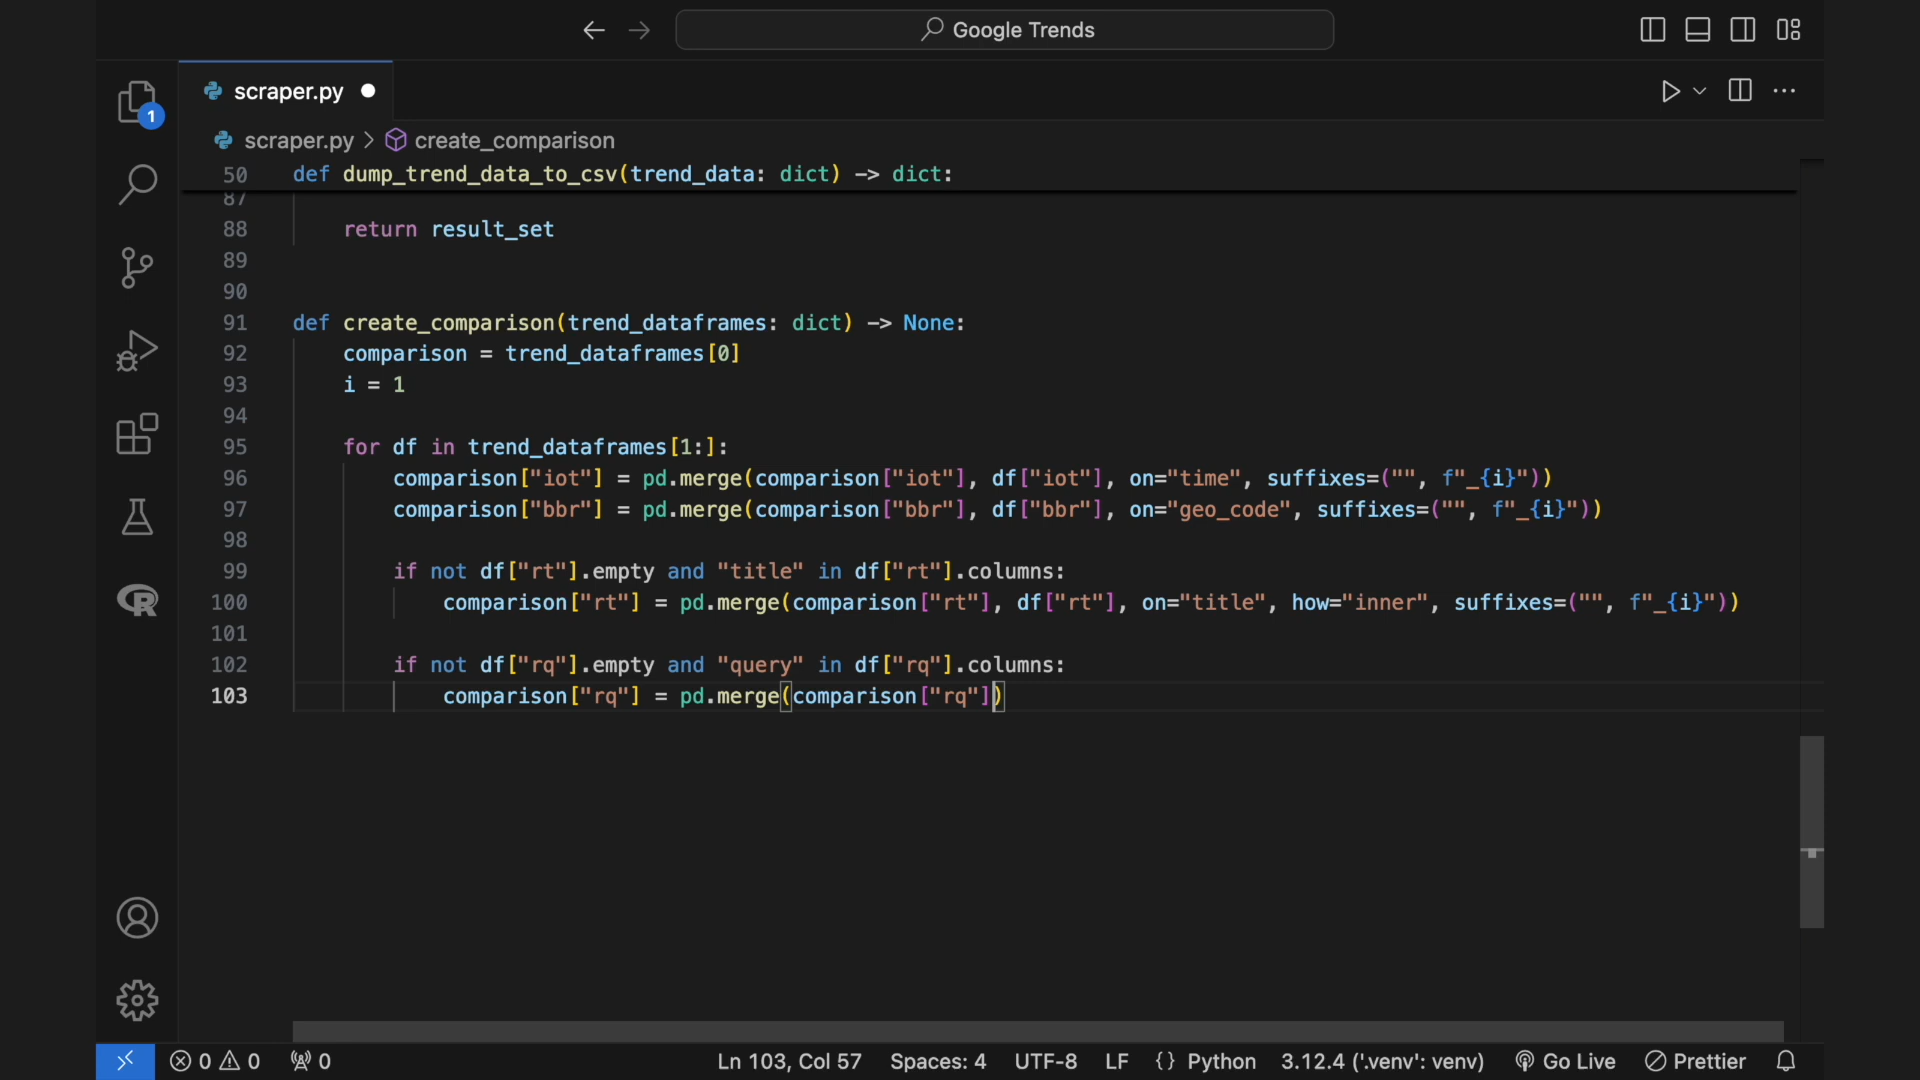 Google Trends
scraper.py
1
scraper.py > create_comparison
50 def dump_trend_data_to_csv(trend_data: dict) -> dict:
87
88 return result_set
89
90
91 def create_comparison(trend_dataframes: dict) -> None:
92 comparison = trend_dataframes[0]
93 i = 1
94
95 for df in trend_dataframes[1:]:
96 comparison["iot"] = pd.merge(comparison["iot"], df["iot"], on="time", suffixes=("", f"_{i}"))
97 comparison["bbr"] = pd.merge(comparison["bbr"], df["bbr"], on="geo_code", suffixes=("", f"_{i}"))
98
99 if not df["rt"].empty and "title" in df["rt"].columns:
100 comparison["rt"] = pd.merge(comparison["rt"], df["rt"], on="title", how="inner", suffixes=("", f"_{i}"))
101
102 if not df["rq"].empty and "query" in df["rq"].columns:
103 comparison["rq"] = pd.merge(comparison["rq"])
0 0 0 Ln 103, Col 57 Spaces: 4 UTF-8 LF {} Python 3.12.4 ('.venv': venv) Go Live Prettier